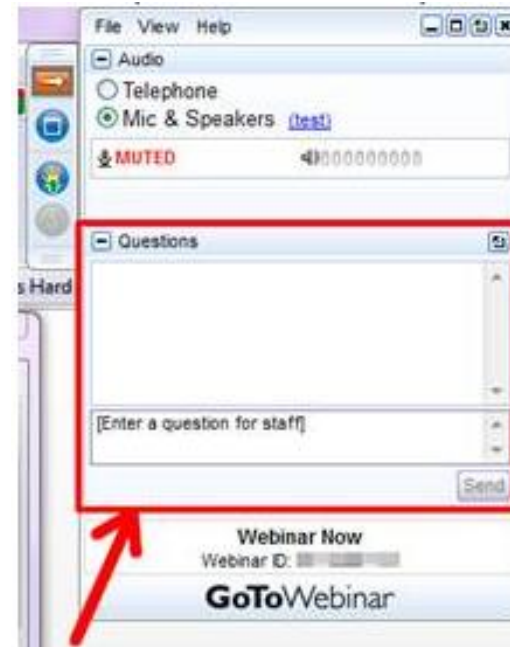 File View Help
Audio
Telephone
Mic & Speakers (test)
MUTED
Questions
s Hard
[Enter a question for staff]
Send
Webinar Now
Webinar ID:
GoToWebinar